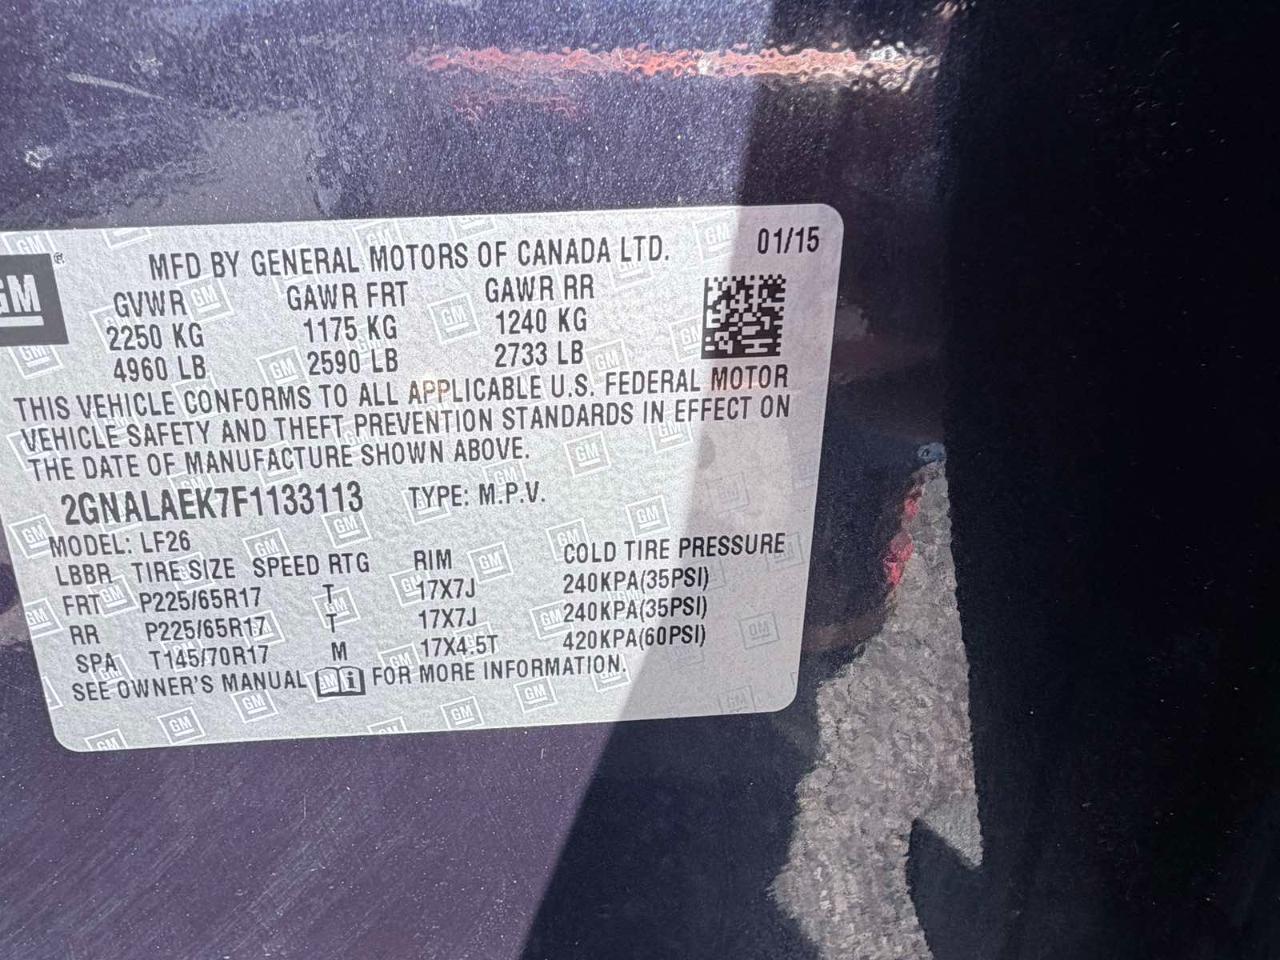 GM ®
MFD BY GENERAL MOTORS OF CANADA LTD. 01/15
GVWR GAWR FRT GAWR RR
2250 KG 1175 KG 1240 KG
4960 LB 2590 LB 2733 LB
THIS VEHICLE CONFORMS TO ALL APPLICABLE U.S. FEDERAL MOTOR
VEHICLE SAFETY AND THEFT PREVENTION STANDARDS IN EFFECT ON
THE DATE OF MANUFACTURE SHOWN ABOVE.
2GNALAEK7F1133113 TYPE: M.P.V.
MODEL: LF26
LBBR TIRE SIZE SPEED RTG RIM COLD TIRE PRESSURE
FRT P225/65R17 T 17X7J 240KPA(35PSI)
RR P225/65R17 T 17X7J 240KPA(35PSI)
SPA T145/70R17 M 17X4.5T 420KPA(60PSI)
SEE OWNER'S MANUAL i FOR MORE INFORMATION.